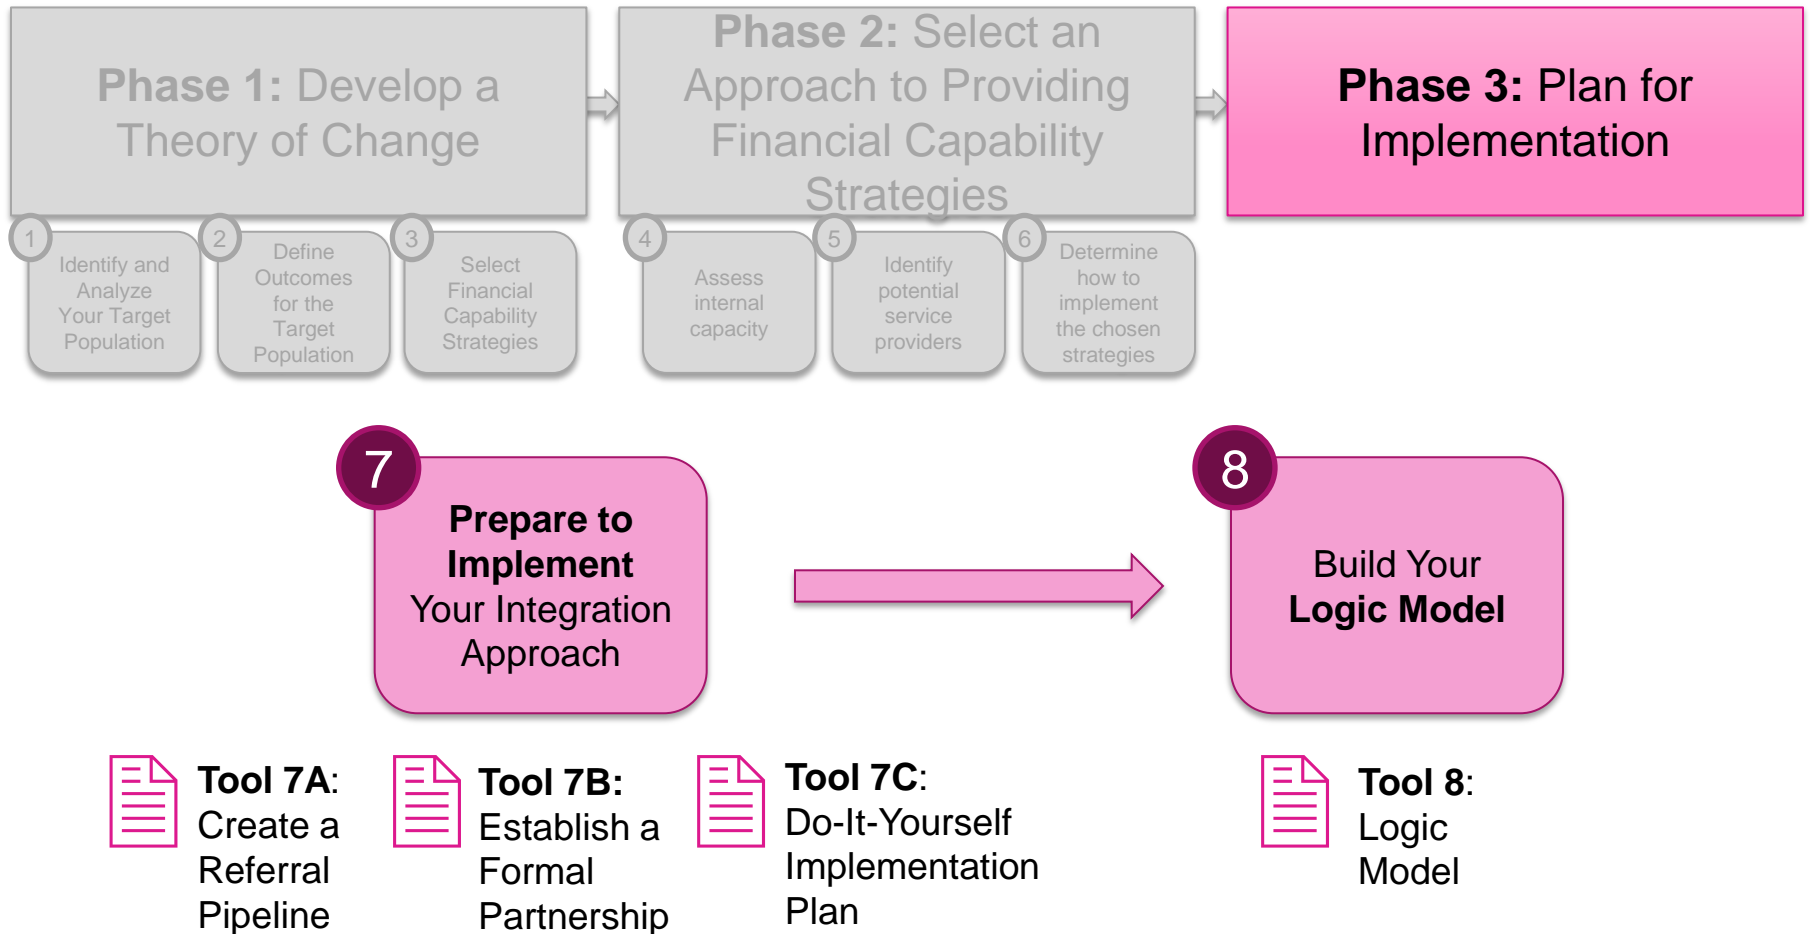 Phase 1: Develop a
Theory of Change
Phase 2: Select an
Approach to Providing
Financial Capability
Strategies
Phase 3: Plan for
Implementation
1
Identify and
Analyze
Your Target
Population
2
Define
Outcomes
for the
Target
Population
3
Select
Financial
Capability
Strategies
4
Assess
internal
capacity
5
Identify
potential
service
providers
6
Determine
how to
implement
the chosen
strategies
7
Prepare to
Implement
Your Integration
Approach
8
Build Your
Logic Model
Tool 7A:
Create a
Referral
Pipeline
Tool 7B:
Establish a
Formal
Partnership
Tool 7C:
Do-It-Yourself
Implementation
Plan
Tool 8:
Logic
Model